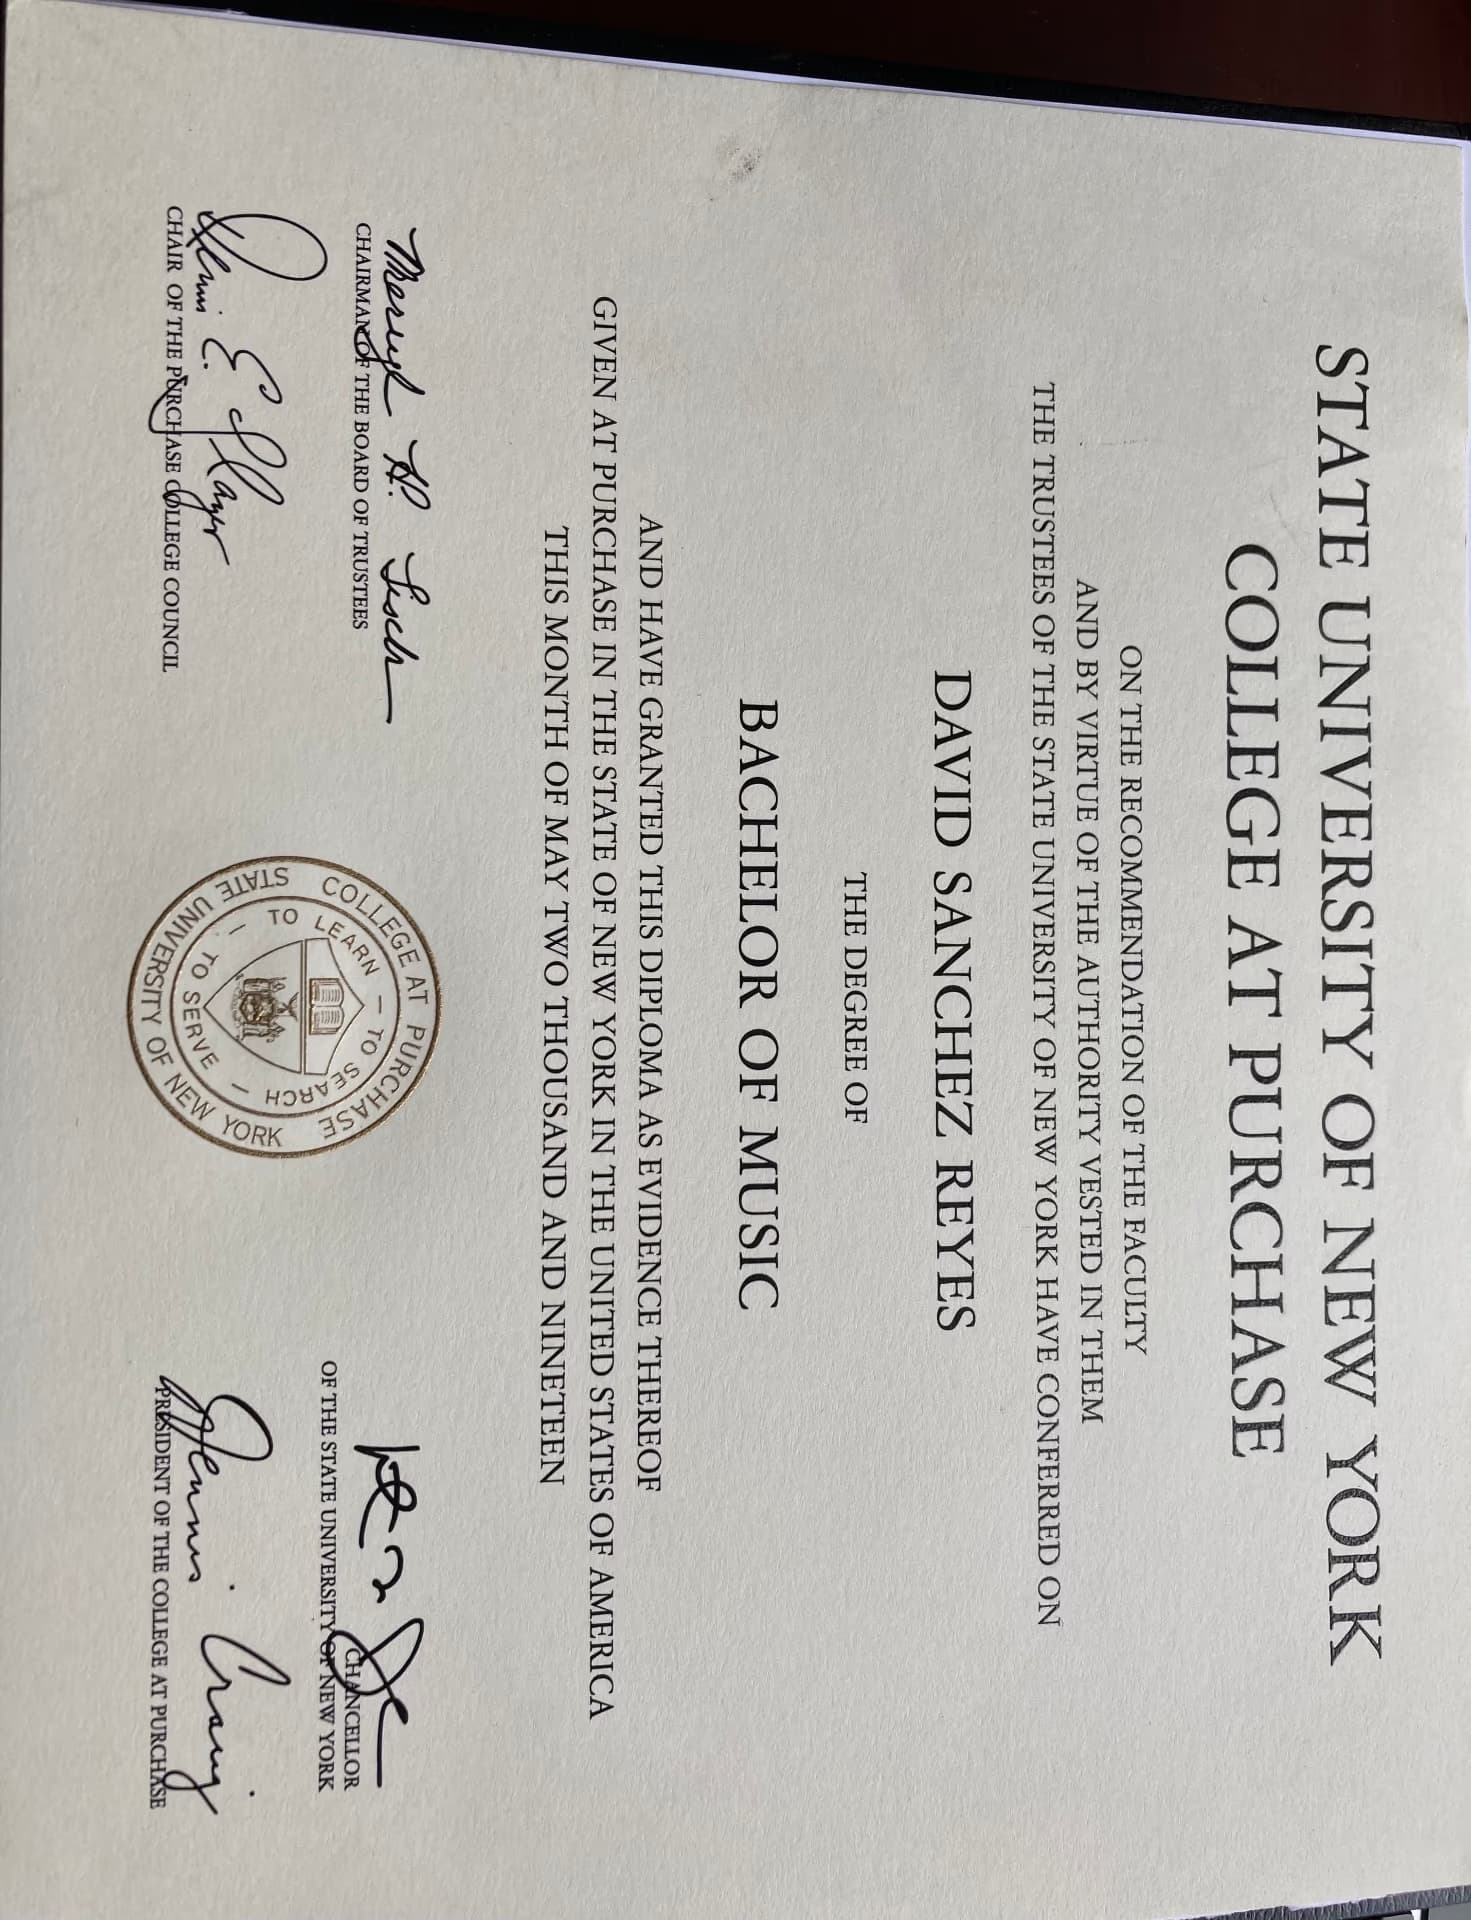 STATE UNIVERSITY OF NEW YORK
COLLEGE AT PURCHASE
ON THE RECOMMENDATION OF THE FACULTY
AND BY VIRTUE OF THE AUTHORITY VESTED IN THEM
THE TRUSTEES OF THE STATE UNIVERSITY OF NEW YORK HAVE CONFERRED ON
DAVID SANCHEZ REYES
THE DEGREE OF
BACHELOR OF MUSIC
AND HAVE GRANTED THIS DIPLOMA AS EVIDENCE THEREOF
GIVEN AT PURCHASE IN THE STATE OF NEW YORK IN THE UNITED STATES OF AMERICA
THIS MONTH OF MAY TWO THOUSAND AND NINETEEN
Merryl H. Tisch
CHAIRMAN OF THE BOARD OF TRUSTEES
CHAIR OF THE PURCHASE COLLEGE COUNCIL
COLLEGE AT PURCHASE
STATE UNIVERSITY OF NEW YORK
TO LEARN – TO SEARCH – TO SERVE –
CHANCELLOR
OF THE STATE UNIVERSITY OF NEW YORK
Dennis Craig
PRESIDENT OF THE COLLEGE AT PURCHASE